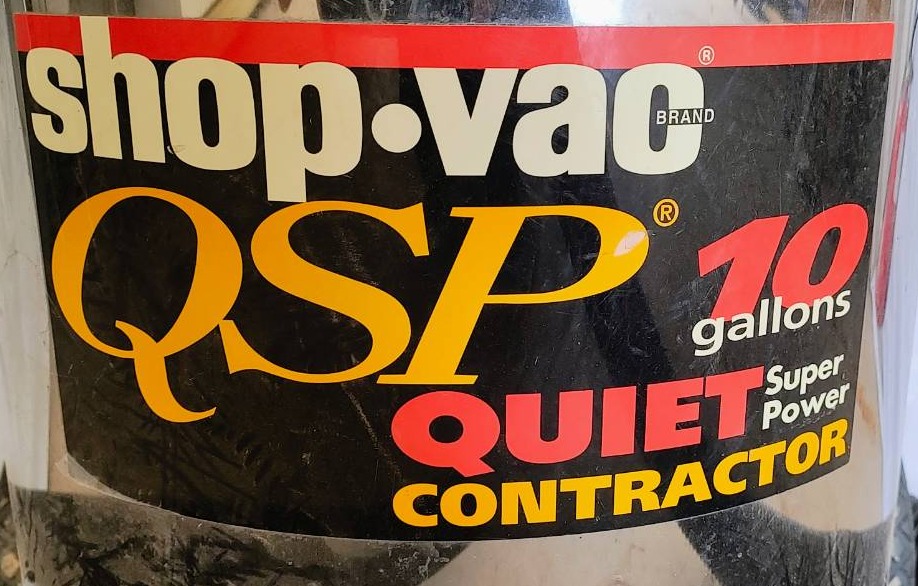 shop·vac®
BRAND
QSP®
10
gallons
QUIET
Super
Power
CONTRACTOR